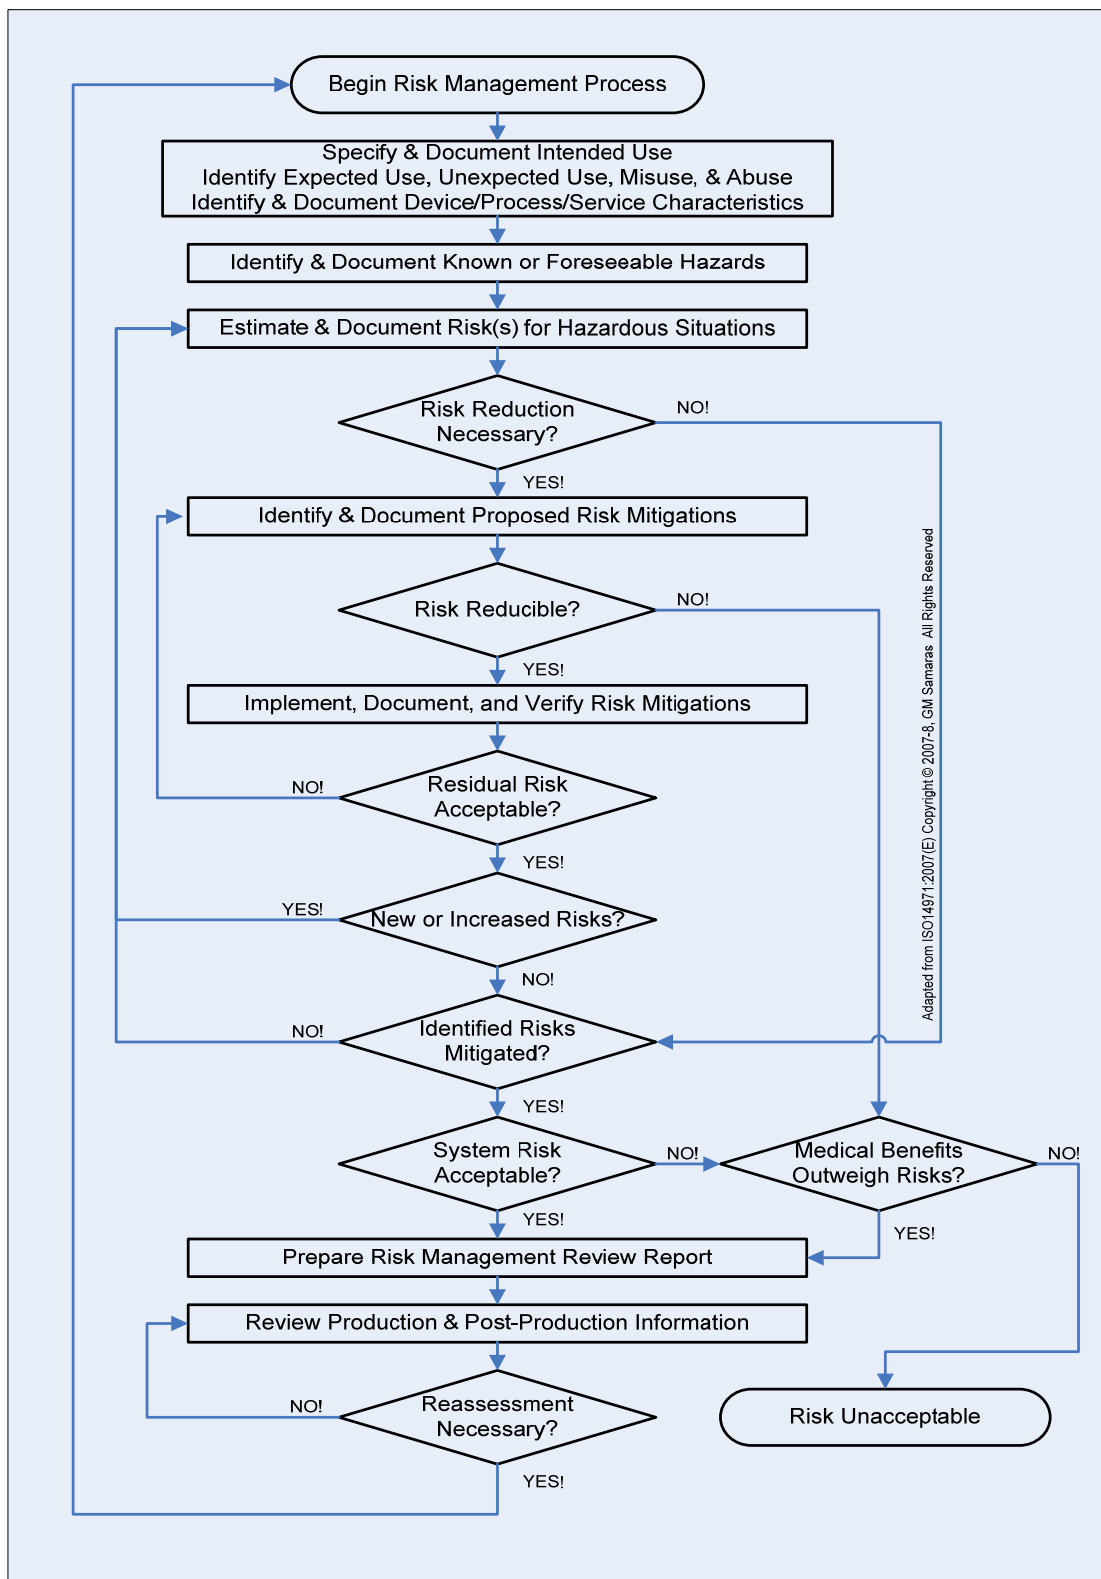 Begin Risk Management Process
Specify & Document Intended Use
Identify Expected Use, Unexpected Use, Misuse, & Abuse
Identify & Document Device/Process/Service Characteristics
Identify & Document Known or Foreseeable Hazards
Estimate & Document Risk(s) for Hazardous Situations
Risk Reduction
Necessary?
NO!
YES!
Identify & Document Proposed Risk Mitigations
Risk Reducible?
NO!
YES!
Implement, Document, and Verify Risk Mitigations
Residual Risk
Acceptable?
NO!
YES!
New or Increased Risks?
YES!
NO!
Identified Risks
Mitigated?
NO!
YES!
System Risk
Acceptable?
NO!
YES!
Medical Benefits
Outweigh Risks?
NO!
YES!
Prepare Risk Management Review Report
Review Production & Post-Production Information
Reassessment
Necessary?
NO!
YES!
Risk Unacceptable
Adapted from ISO14971:2007(E) Copyright © 2007-8, GM Samaras All Rights Reserved